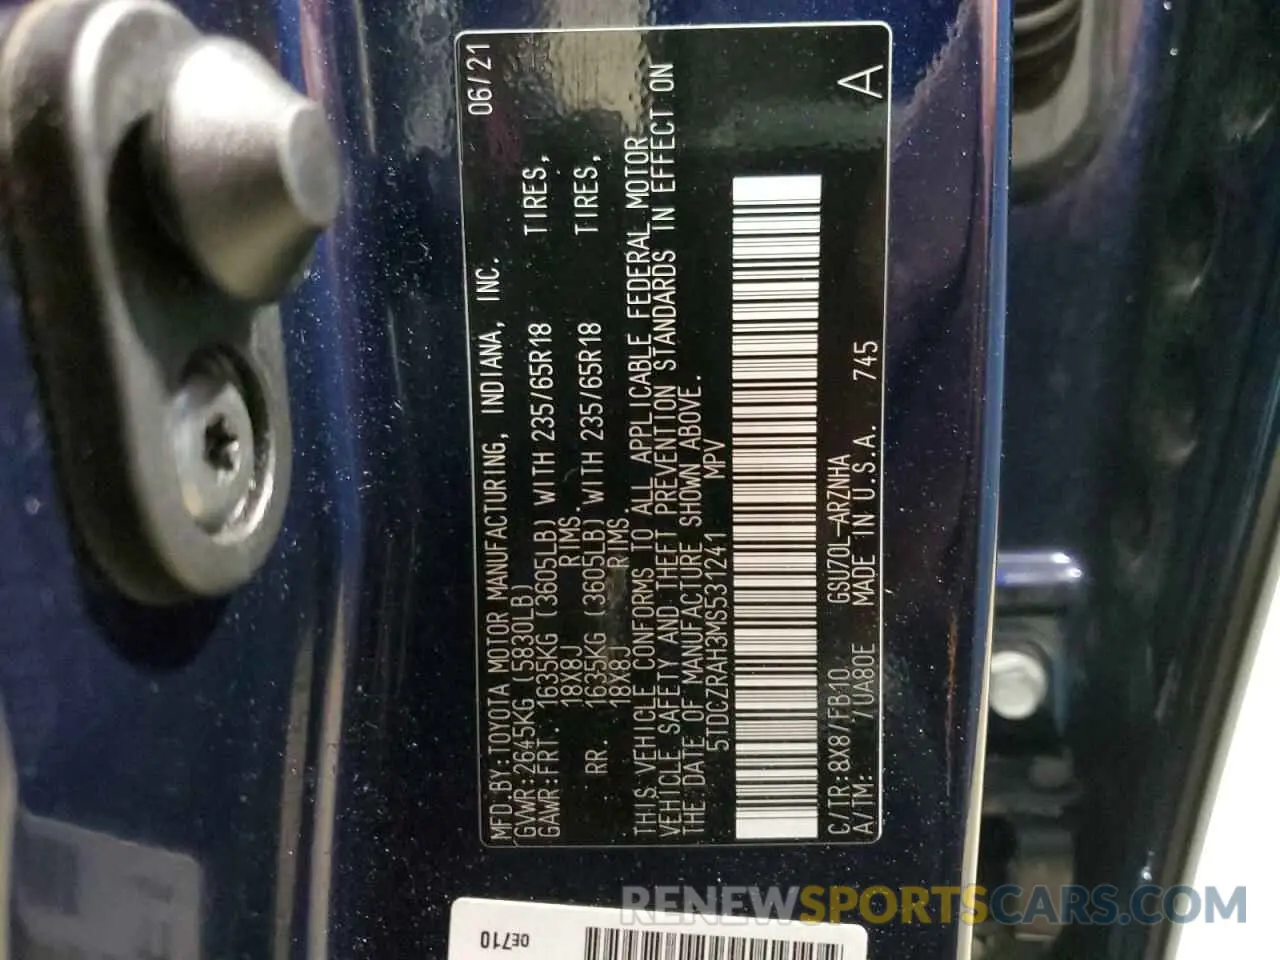 MFD.BY:TOYOTA MOTOR MANUFACTURING, INDIANA, INC. 06/21
GVWR:2645KG (5830LB)
GAWR:FRT. 1635KG (3605LB) WITH 235/65R18 TIRES,
18X8J RIMS.
RR. 1635KG (3605LB) WITH 235/65R18 TIRES,
18X8J RIMS.
THIS VEHICLE CONFORMS TO ALL APPLICABLE FEDERAL MOTOR
VEHICLE SAFETY AND THEFT PREVENTION STANDARDS IN EFFECT ON
THE DATE OF MANUFACTURE SHOWN ABOVE.
5TDCZRAH3MS531241 MPV
C/TR:8X8/FB10 GSU70L-ARZNHA
A/TM: /UA80E MADE IN U.S.A. 745
A
0E710
RENEWSPORTSCARS.COM